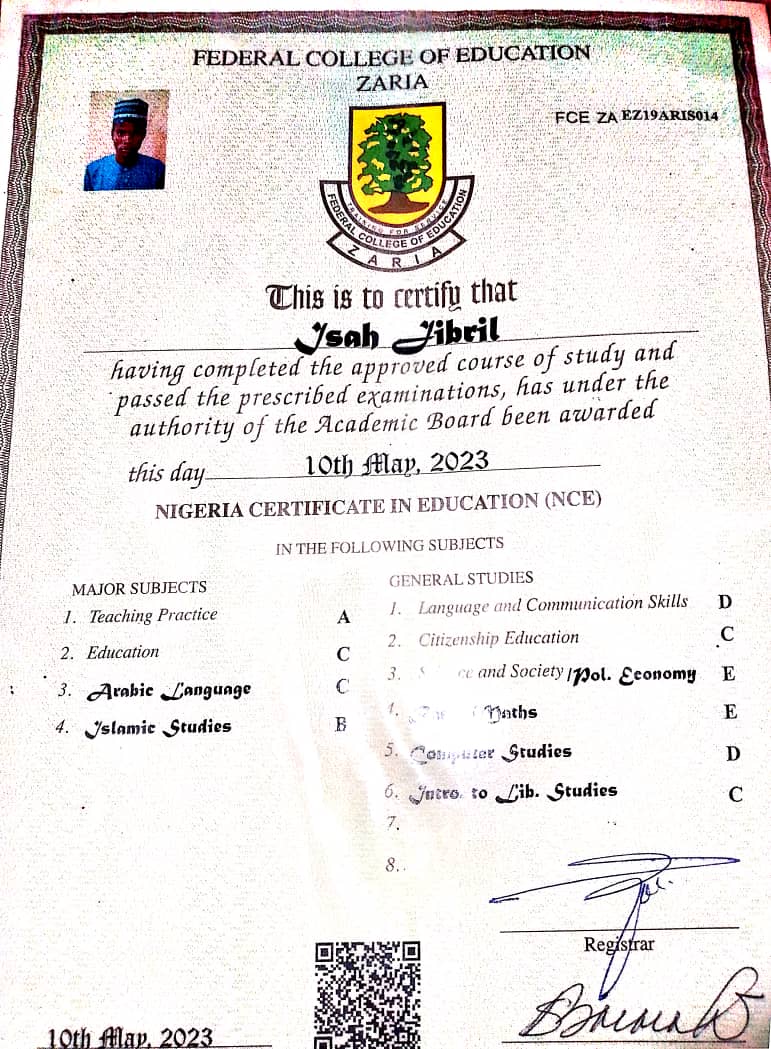 FEDERAL COLLEGE OF EDUCATION
ZARIA
FCE ZA EZ19ARIS014
TRAINING FOR SERVICE
FEDERAL COLLEGE OF EDUCATION
ZARIA
This is to certify that
Isah Jibril
having completed the approved course of study and
passed the prescribed examinations, has under the
authority of the Academic Board been awarded
this day 10th May, 2023
NIGERIA CERTIFICATE IN EDUCATION (NCE)
IN THE FOLLOWING SUBJECTS
MAJOR SUBJECTS
1. Teaching Practice A
2. Education C
3. Arabic Language C
4. Islamic Studies B
GENERAL STUDIES
1. Language and Communication Skills D
2. Citizenship Education C
3. and Society/Pol. Economy E
4. Maths E
5. Computer Studies D
6. Intro. to Lib. Studies C
7.
8.
Registrar
10th May, 2023